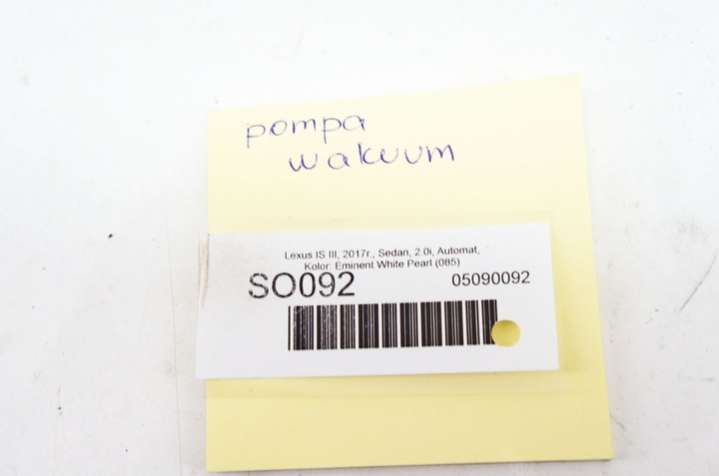 pompa
wakuum
Lexus IS III, 2017r., Sedan, 2.0i, Automat,
Kolor: Eminent White Pearl (085)
SO092 05090092